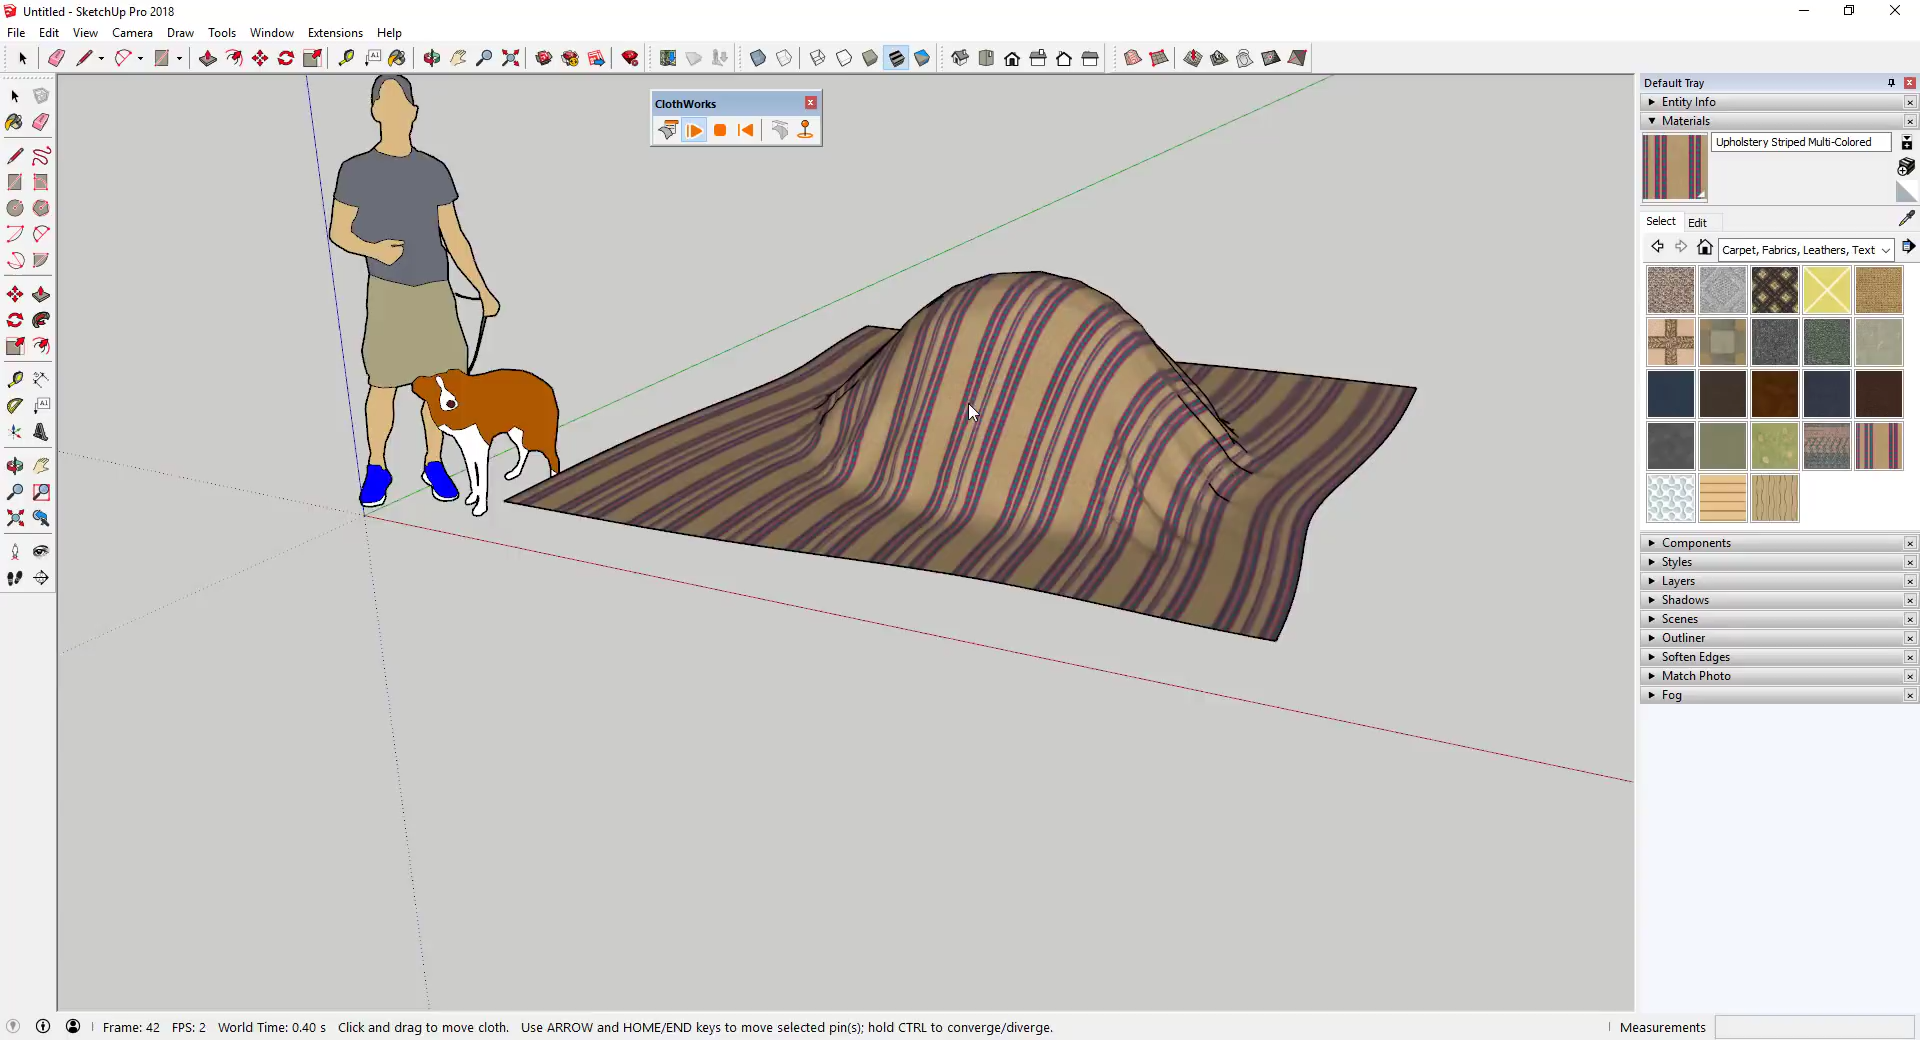 Untitled - SketchUp Pro 2018
File Edit View Camera Draw Tools Window Extensions Help
ClothWorks
Default Tray
Entity Info
Materials
Upholstery Striped Multi-Colored
Select Edit
Carpet, Fabrics, Leathers, Text
Components
Styles
Layers
Shadows
Scenes
Outliner
Soften Edges
Match Photo
Fog
Frame: 42 FPS: 2 World Time: 0.40 s Click and drag to move cloth. Use ARROW and HOME/END keys to move selected pin(s); hold CTRL to converge/diverge.
Measurements